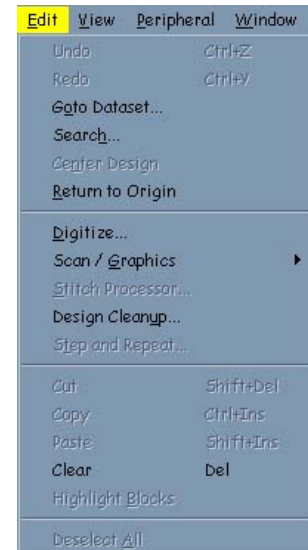 Edit View Peripheral Window
Undo Ctrl+Z
Redo Ctrl+Y
Goto Dataset...
Search...
Center Design
Return to Origin
Digitize...
Scan / Graphics
Stitch Processor...
Design Cleanup...
Step and Repeat...
Cut Shift+Del
Copy Ctrl+Ins
Paste Shift+Ins
Clear Del
Highlight Blocks
Deselect All